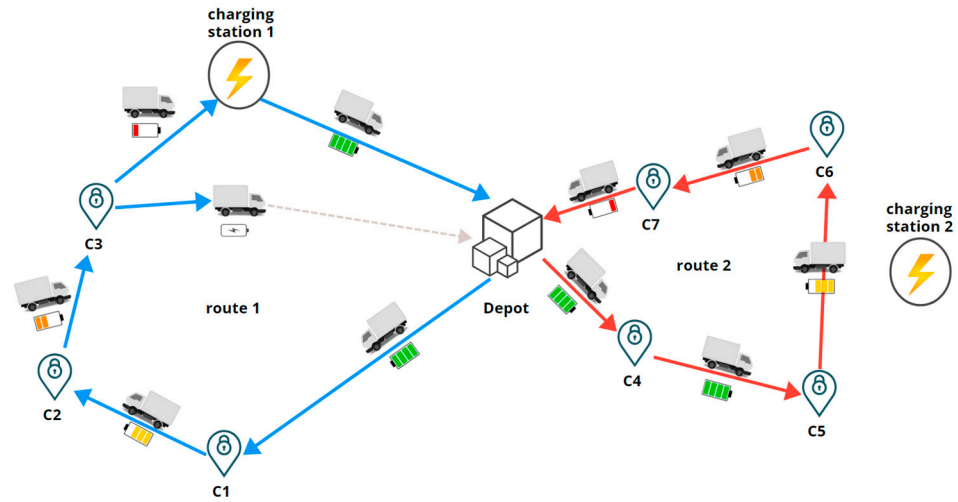 charging
station 1
C6
C7
C3
charging
station 2
route 2
route 1
Depot
C4
C2
C5
C1